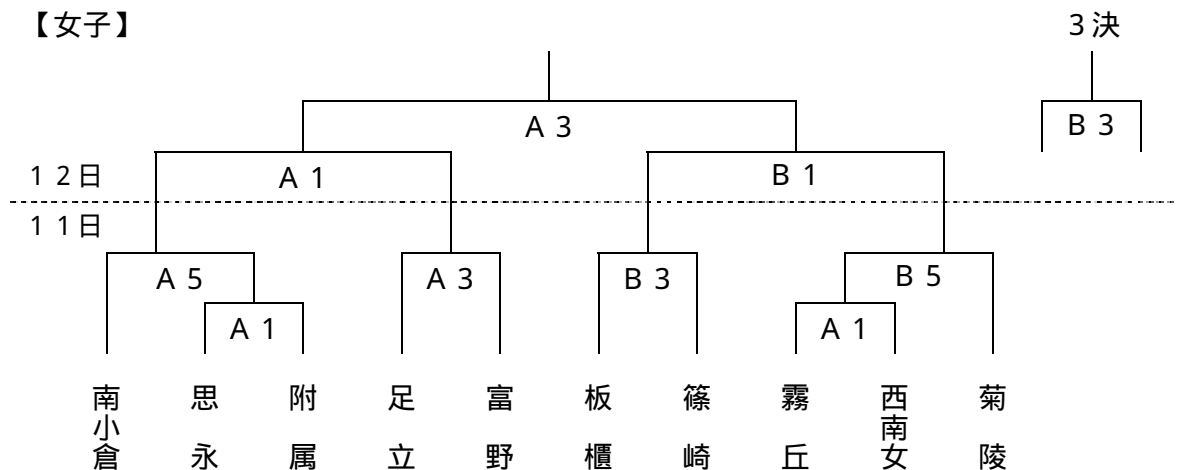 【女子】
3決
A 3
B 3
12日
A 1
B 1
11日
A 5
A 3
B 3
B 5
A 1
A 1
南小倉
思永
附属
足立
富野
板櫃
篠崎
霧丘
西南女
菊陵